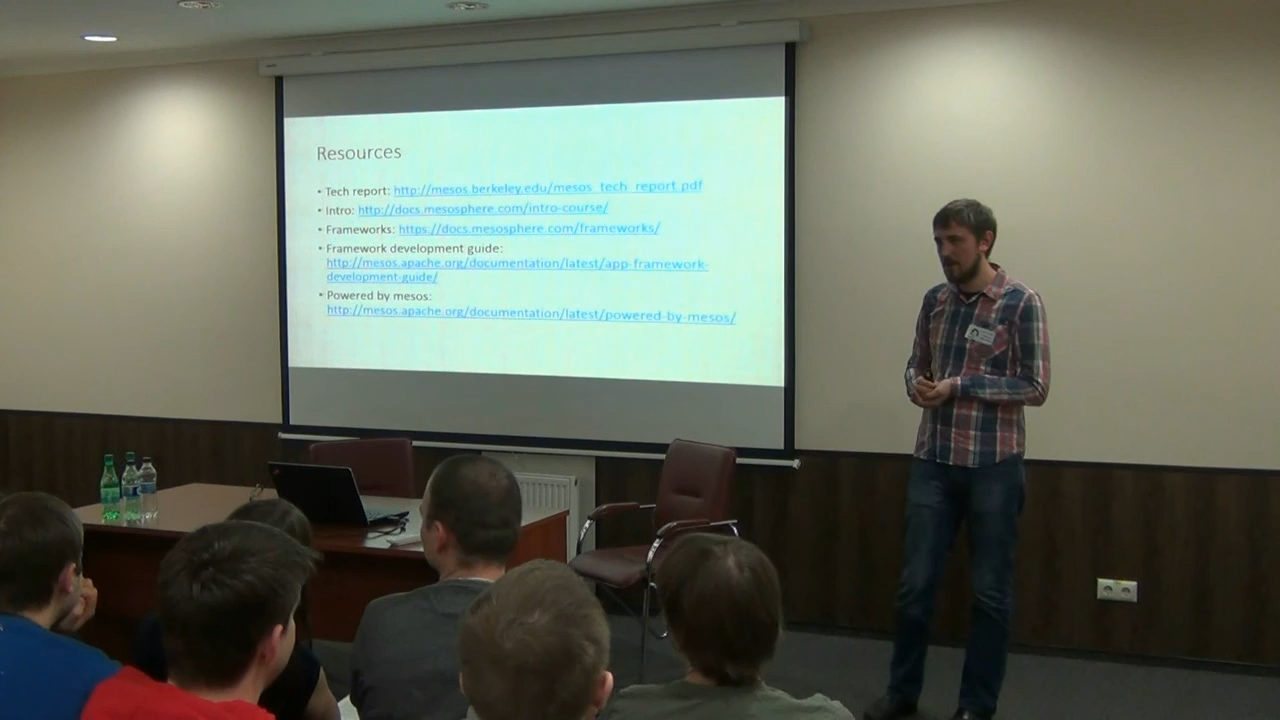 Resources
• Tech report: http://mesos.berkeley.edu/mesos_tech_report.pdf
• Intro: http://docs.mesosphere.com/intro-course/
• Frameworks: https://docs.mesosphere.com/frameworks/
• Framework development guide:
http://mesos.apache.org/documentation/latest/app-framework-
development-guide/
• Powered by mesos:
http://mesos.apache.org/documentation/latest/powered-by-mesos/